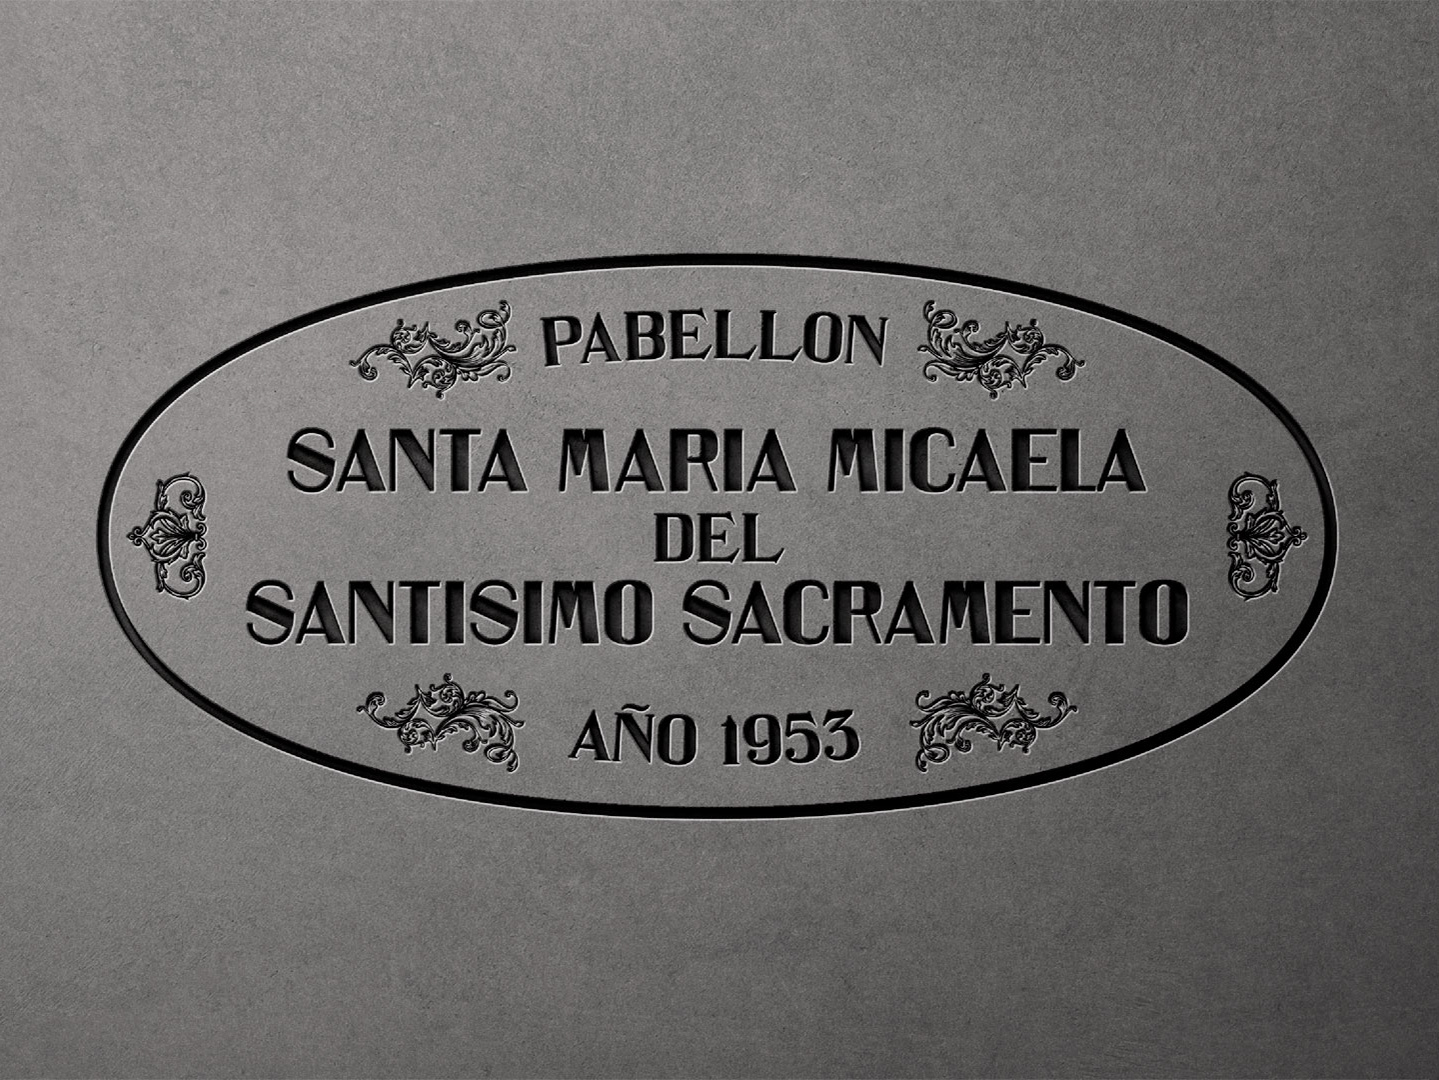 PABELLON
SANTA MARIA MICAELA
DEL
SANTISIMO SACRAMENTO
AÑO 1953